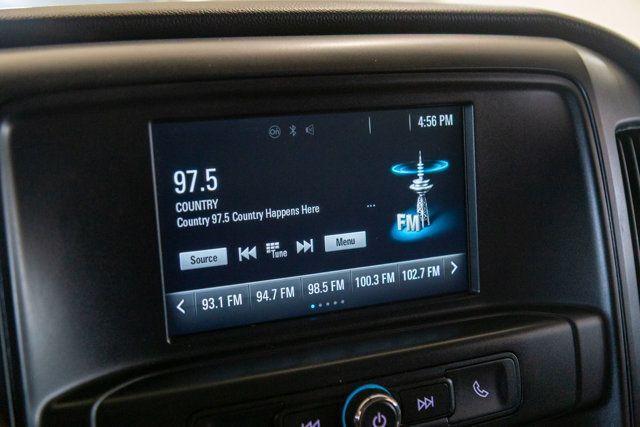 4:56 PM
97.5
COUNTRY
Country 97.5 Country Happens Here
...
FM
Source
Tune
Menu
93.1 FM 94.7 FM 98.5 FM 100.3 FM 102.7 FM